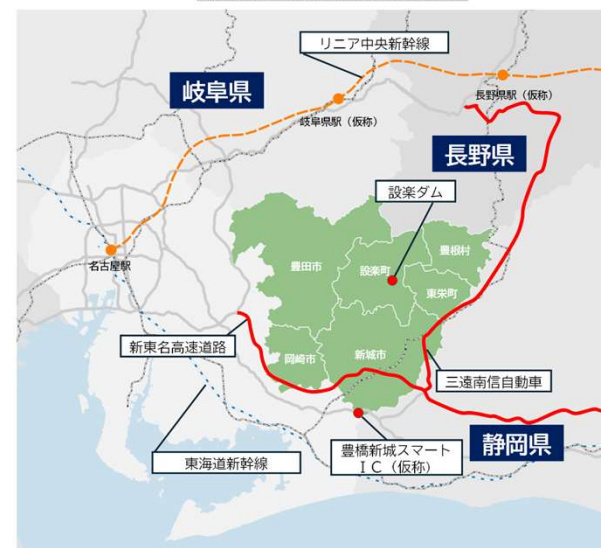 リニア中央新幹線
岐阜県
長野県駅（仮称）
岐阜県駅（仮称）
長野県
設楽ダム
名古屋駅
豊田市
設楽町
豊根村
東栄町
新東名高速道路
岡崎市
新城市
三遠南信自動車
東海道新幹線
豊橋新城スマート
ＩＣ（仮称）
静岡県